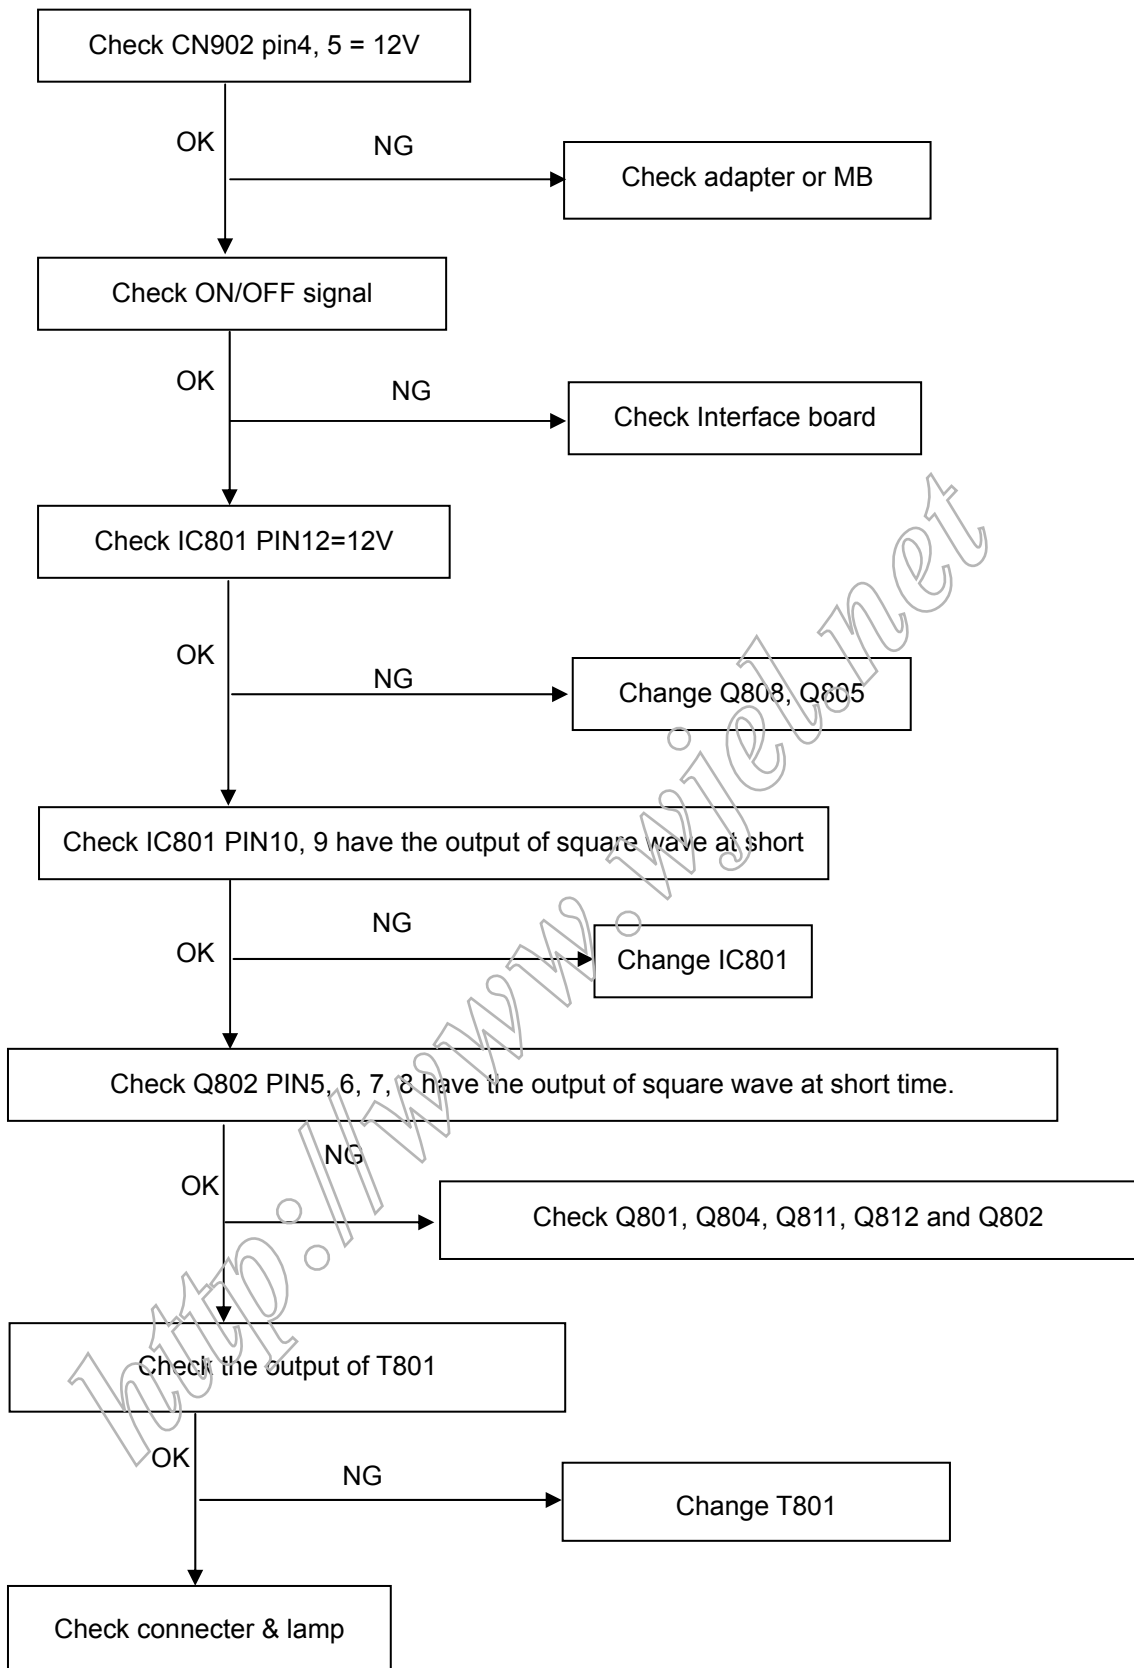 Check CN902 pin4, 5 = 12V
OK
NG
Check adapter or MB
Check ON/OFF signal
OK
NG
Check Interface board
Check IC801 PIN12=12V
OK
NG
Change Q808, Q805
Check IC801 PIN10, 9 have the output of square wave at short
NG
OK
Change IC801
Check Q802 PIN5, 6, 7, 8 have the output of square wave at short time.
NG
OK
Check Q801, Q804, Q811, Q812 and Q802
Check the output of T801
OK
NG
Change T801
Check connecter & lamp
http://www.wjel.net